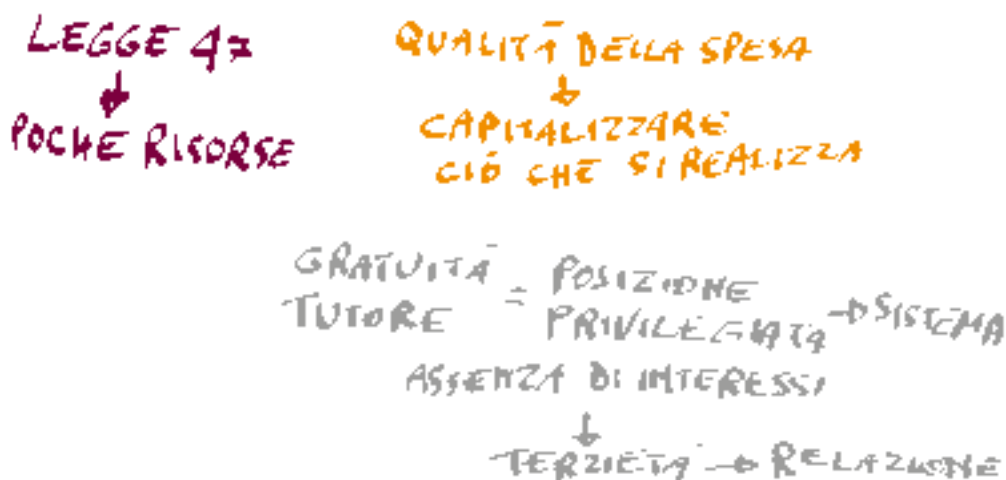 LEGGE 47
↓
POCHE RISORSE
QUALITÀ DELLA SPESA
↓
CAPITALIZZARE
CIÒ CHE SI REALIZZA
GRATUITÀ = POSIZIONE
TUTORE PRIVILEGIATA → SISTEMA
ASSENZA DI INTERESSI
↓
TERZIETÀ → RELAZIONE